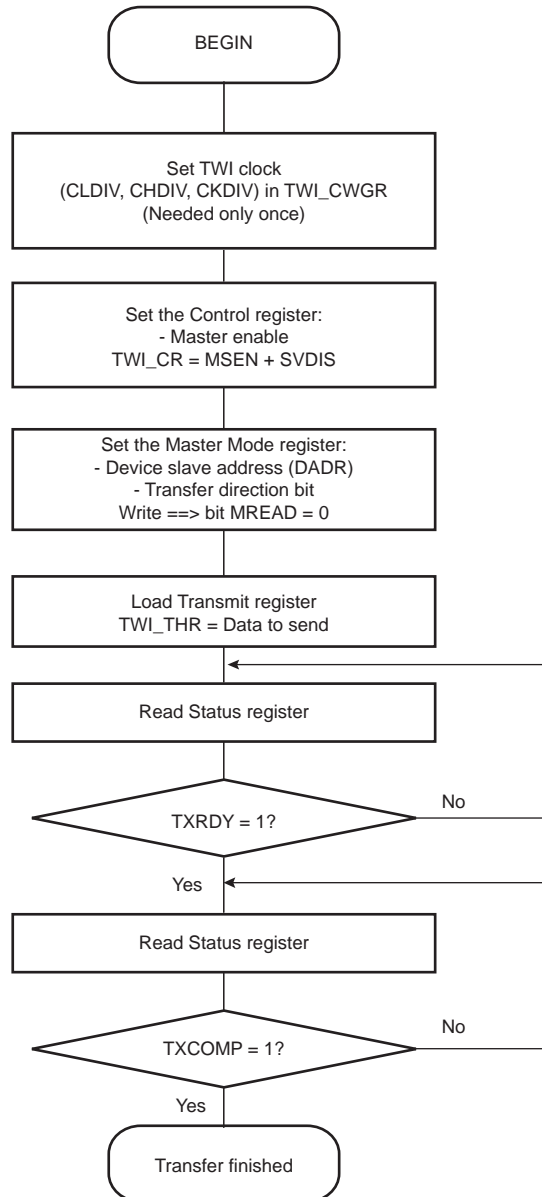 BEGIN
Set TWI clock
(CLDIV, CHDIV, CKDIV) in TWI_CWGR
(Needed only once)
Set the Control register:
- Master enable
TWI_CR = MSEN + SVDIS
Set the Master Mode register:
- Device slave address (DADR)
- Transfer direction bit
Write ==> bit MREAD = 0
Load Transmit register
TWI_THR = Data to send
Read Status register
TXRDY = 1?
No
Yes
Read Status register
TXCOMP = 1?
No
Yes
Transfer finished